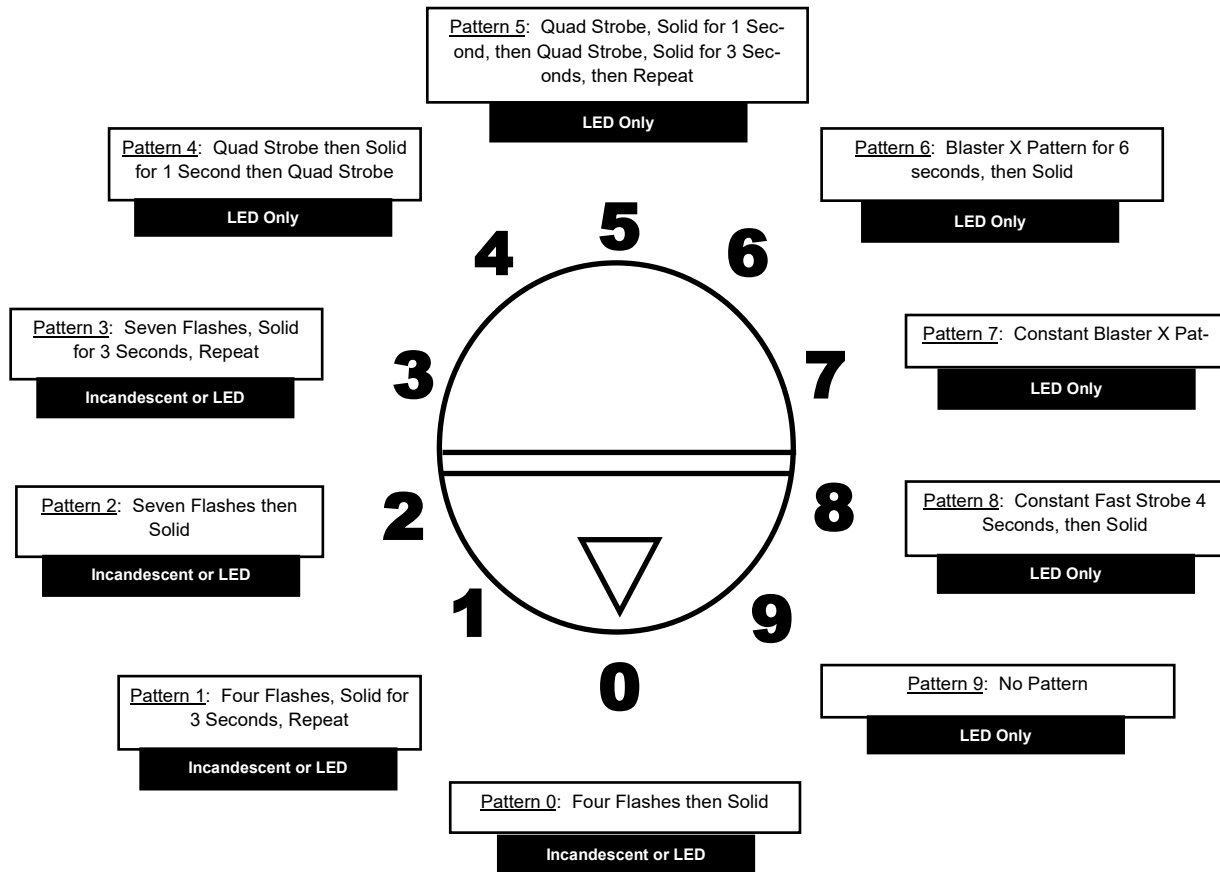 Pattern 5:  Quad Strobe, Solid for 1 Sec-
ond, then Quad Strobe, Solid for 3 Sec-
onds, then Repeat
LED Only
Pattern 4:  Quad Strobe then Solid
for 1 Second then Quad Strobe
LED Only
Pattern 6:  Blaster X Pattern for 6
seconds, then Solid
LED Only
5
4
6
Pattern 3:  Seven Flashes, Solid
for 3 Seconds, Repeat
Incandescent or LED
3
7
Pattern 7:  Constant Blaster X Pat-
LED Only
Pattern 2:  Seven Flashes then
Solid
Incandescent or LED
2
8
Pattern 8:  Constant Fast Strobe 4
Seconds, then Solid
LED Only
1
9
0
Pattern 1:  Four Flashes, Solid for
3 Seconds, Repeat
Incandescent or LED
Pattern 9:  No Pattern
LED Only
Pattern 0:  Four Flashes then Solid
Incandescent or LED